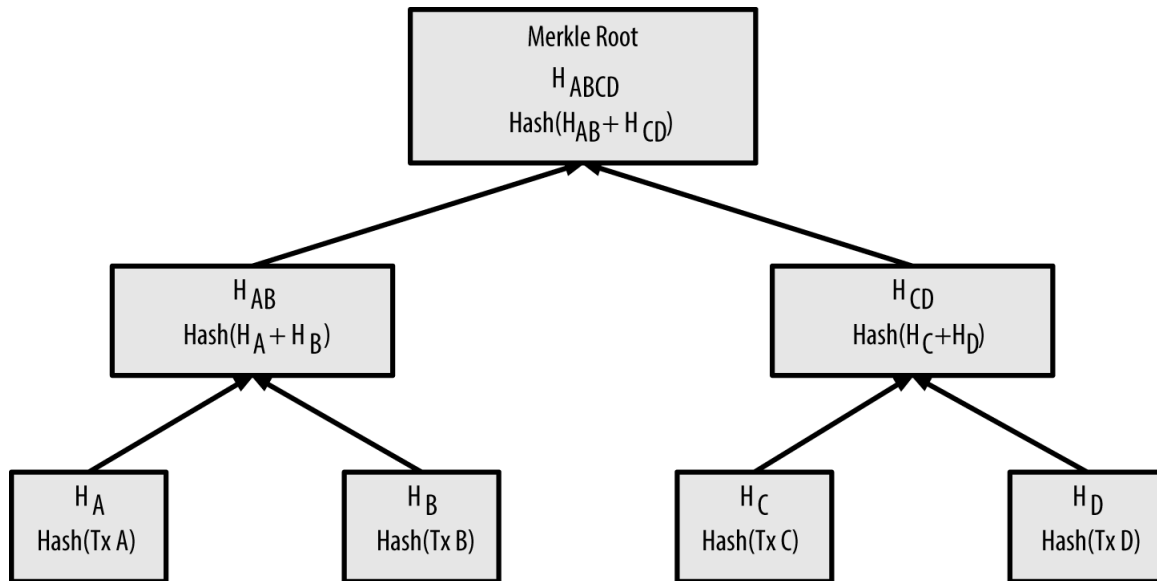 Merkle Root
H ABCD
Hash(H AB + H CD)
H AB
Hash(H A + H B)
H CD
Hash(H C+H D)
H A
Hash(Tx A)
H B
Hash(Tx B)
H C
Hash(Tx C)
H D
Hash(Tx D)